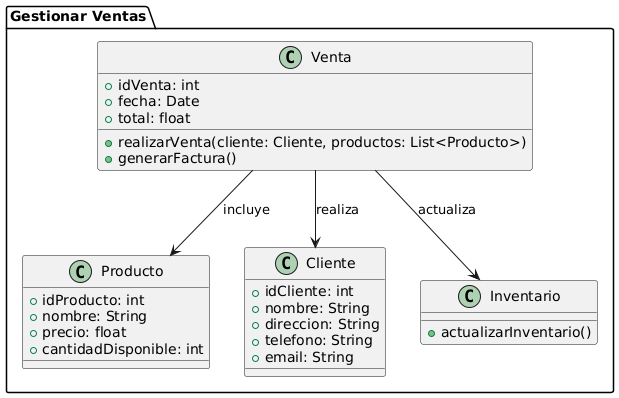 Gestionar Ventas
C Venta
idVenta: int
fecha: Date
total: float
realizarVenta(cliente: Cliente, productos: List<Producto>)
generarFactura()
incluye
realiza
actualiza
C Producto
idProducto: int
nombre: String
precio: float
cantidadDisponible: int
C Cliente
idCliente: int
nombre: String
direccion: String
telefono: String
email: String
C Inventario
actualizarInventario()